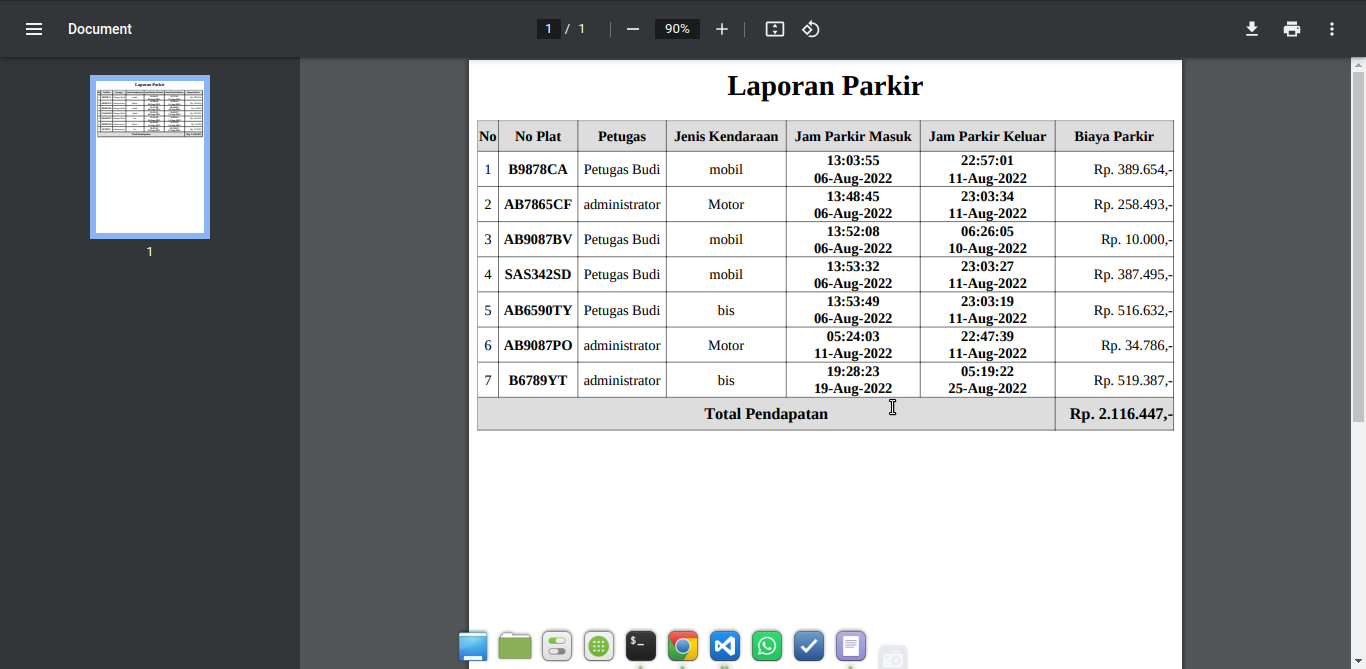 Document
1 / 1
90%
1
Laporan Parkir
No No Plat Petugas Jenis Kendaraan Jam Parkir Masuk Jam Parkir Keluar Biaya Parkir
1 B9878CA Petugas Budi mobil 13:03:55 06-Aug-2022 22:57:01 11-Aug-2022 Rp. 389.654,-
2 AB7865CF administrator Motor 13:48:45 06-Aug-2022 23:03:34 11-Aug-2022 Rp. 258.493,-
3 AB9087BV Petugas Budi mobil 13:52:08 06-Aug-2022 06:26:05 10-Aug-2022 Rp. 10.000,-
4 SAS342SD Petugas Budi mobil 13:53:32 06-Aug-2022 23:03:27 11-Aug-2022 Rp. 387.495,-
5 AB6590TY Petugas Budi bis 13:53:49 06-Aug-2022 23:03:19 11-Aug-2022 Rp. 516.632,-
6 AB9087PO administrator Motor 05:24:03 11-Aug-2022 22:47:39 11-Aug-2022 Rp. 34.786,-
7 B6789YT administrator bis 19:28:23 19-Aug-2022 05:19:22 25-Aug-2022 Rp. 519.387,-
Total Pendapatan Rp. 2.116.447,-